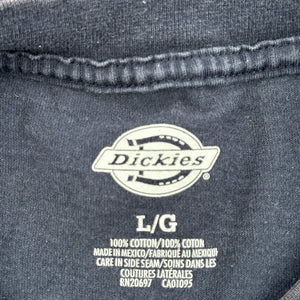 Dickies
L/G
100% COTTON/100% COTON
MADE IN MEXICO/FABRIQUÉ AU MEXIQUE
CARE IN SIDE SEAM/SOINS DANS LES
COUTURES LATÉRALES
RN20697 CA01095